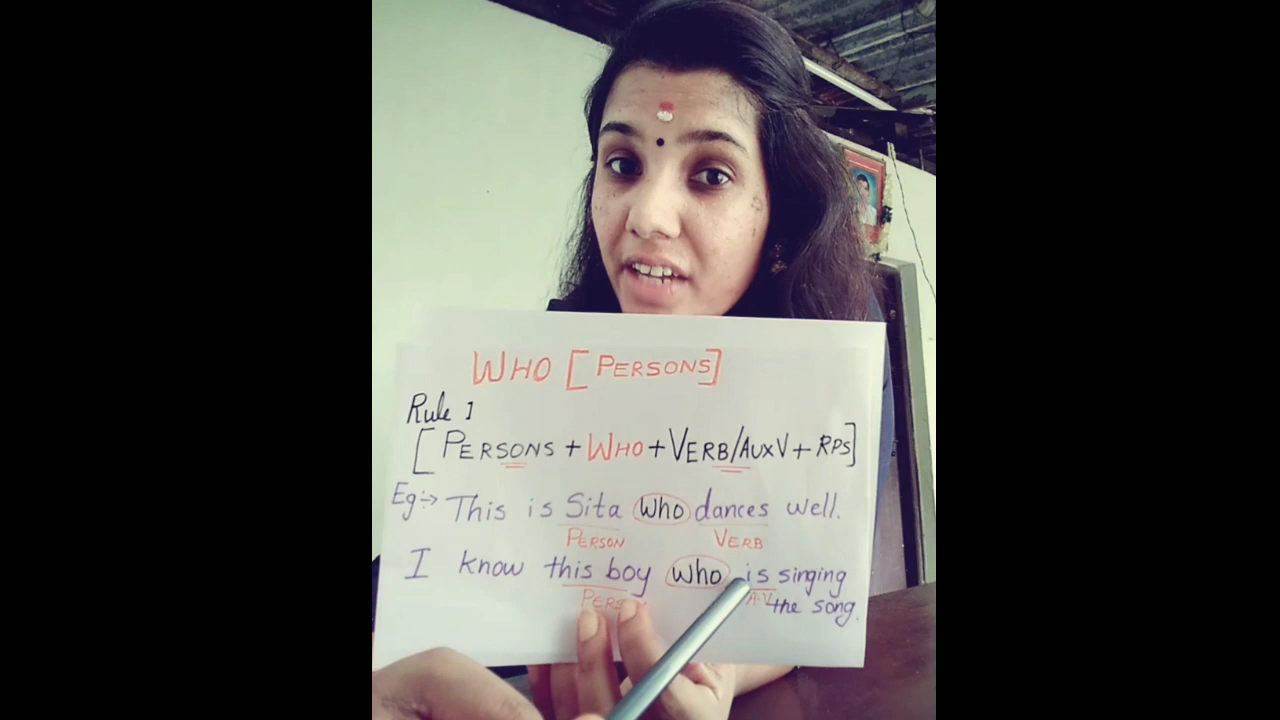 WHO [PERSONS]
Rule 1
[PERSONS + WHO + VERB/AUXV + RPS]
Eg:→ This is Sita who dances well.
PERSON VERB
I know this boy who is singing
A.V the song.